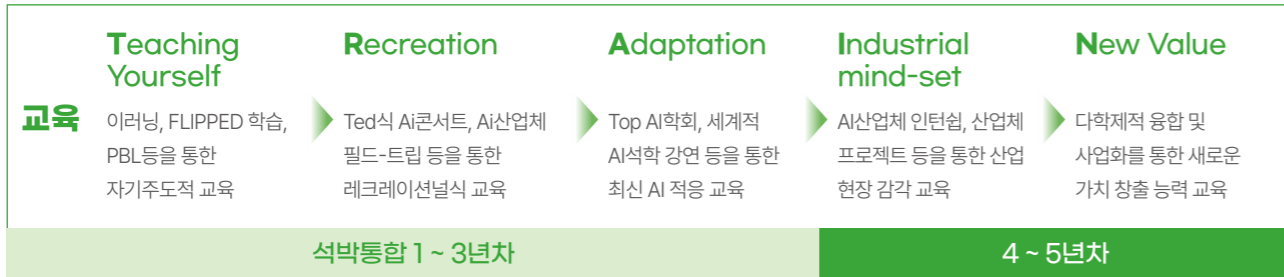 교육
Teaching
Yourself
이러닝, FLIPPED 학습,
PBL등을 통한
자기주도적 교육
Recreation
Ted식 Ai콘서트, Ai산업체
필드-트립 등을 통한
레크레이션널식 교육
Adaptation
Top AI학회, 세계적
AI석학 강연 등을 통한
최신 AI 적응 교육
Industrial
mind-set
AI산업체 인턴쉽, 산업체
프로젝트 등을 통한 산업
현장 감각 교육
New Value
다학제적 융합 및
사업화를 통한 새로운
가치 창출 능력 교육
석박통합 1 ~ 3년차
4 ~ 5년차